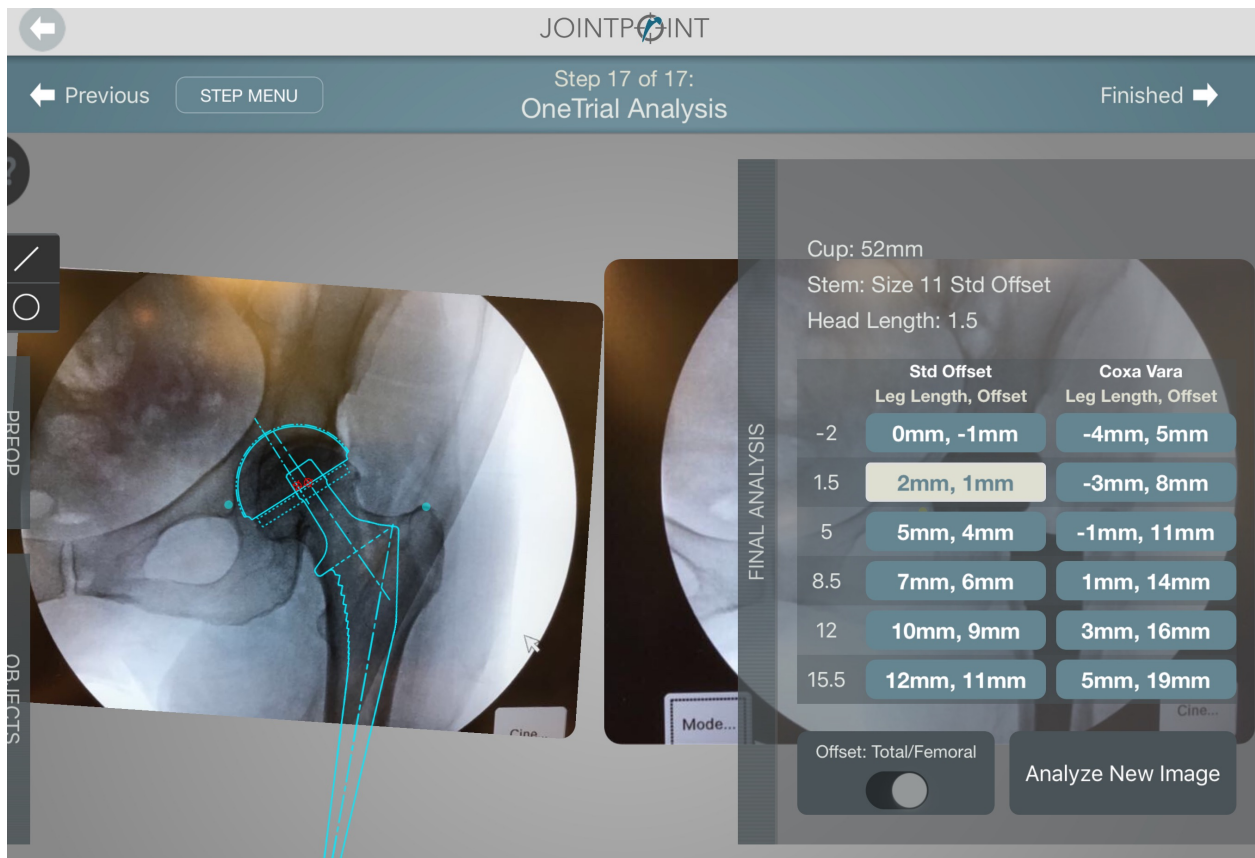 JOINTPOINT
Previous
STEP MENU
Step 17 of 17:
OneTrial Analysis
Finished
?
PREOP
OBJECTS
Cine...
Mode...
FINAL ANALYSIS
Cup: 52mm
Stem: Size 11 Std Offset
Head Length: 1.5
Std Offset Coxa Vara
Leg Length, Offset Leg Length, Offset
-2 0mm, -1mm -4mm, 5mm
1.5 2mm, 1mm -3mm, 8mm
5 5mm, 4mm -1mm, 11mm
8.5 7mm, 6mm 1mm, 14mm
12 10mm, 9mm 3mm, 16mm
15.5 12mm, 11mm 5mm, 19mm
Cine...
Offset: Total/Femoral
Analyze New Image